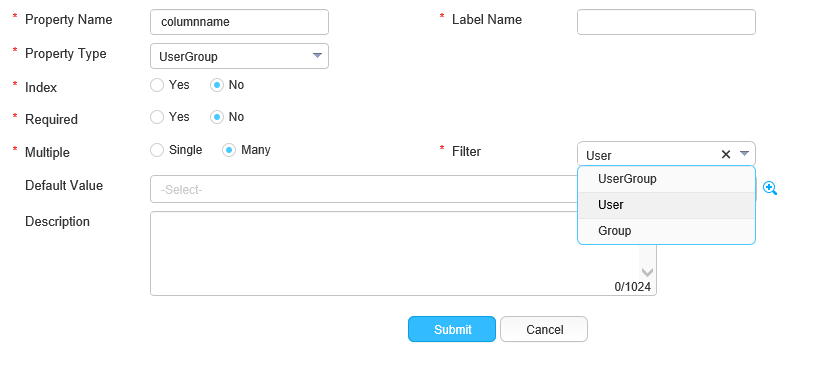 * Property Name columnname * Label Name
* Property Type UserGroup
* Index Yes No
* Required Yes No
* Multiple Single Many * Filter User
Default Value -Select- UserGroup
User
Description Group
0/1024
Submit Cancel